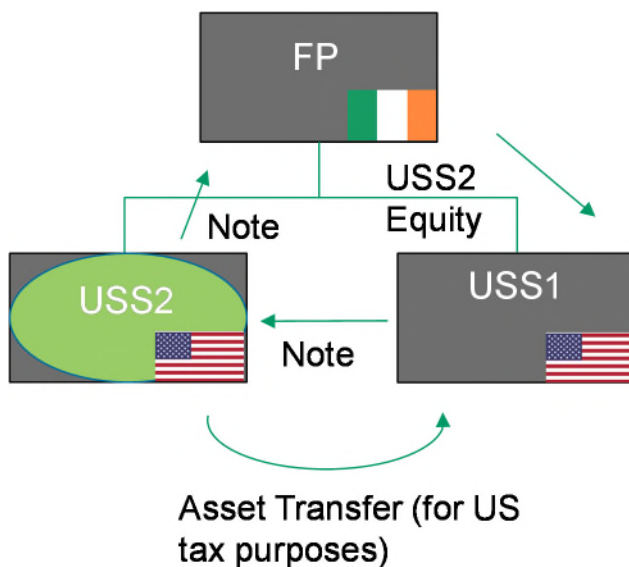 FP
USS2
Equity
Note
USS2
USS1
Note
Asset Transfer (for US
tax purposes)